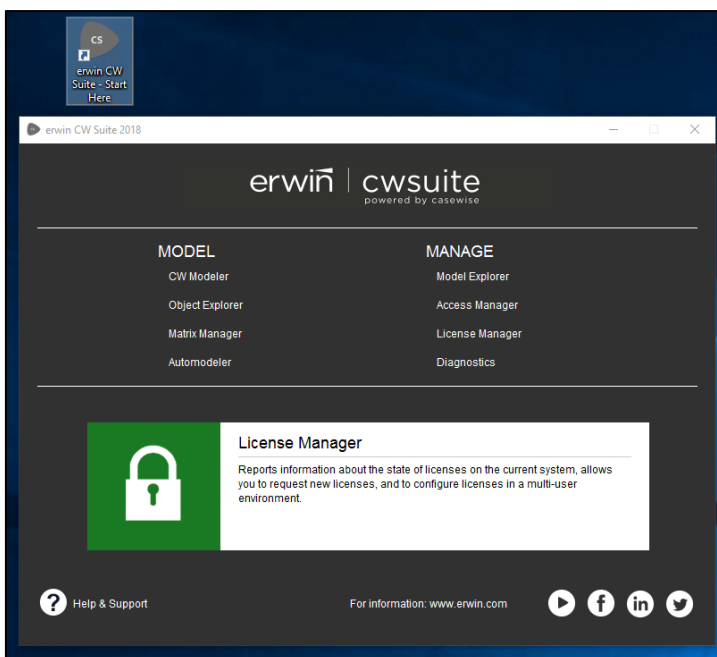 CS
erwin CW
Suite - Start
Here
erwin CW Suite 2018
erwin | cwsuite
powered by casewise
MODEL
MANAGE
CW Modeler
Model Explorer
Object Explorer
Access Manager
Matrix Manager
License Manager
Automodeler
Diagnostics
License Manager
Reports information about the state of licenses on the current system, allows
you to request new licenses, and to configure licenses in a multi-user
environment.
? Help & Support
For information: www.erwin.com
f in